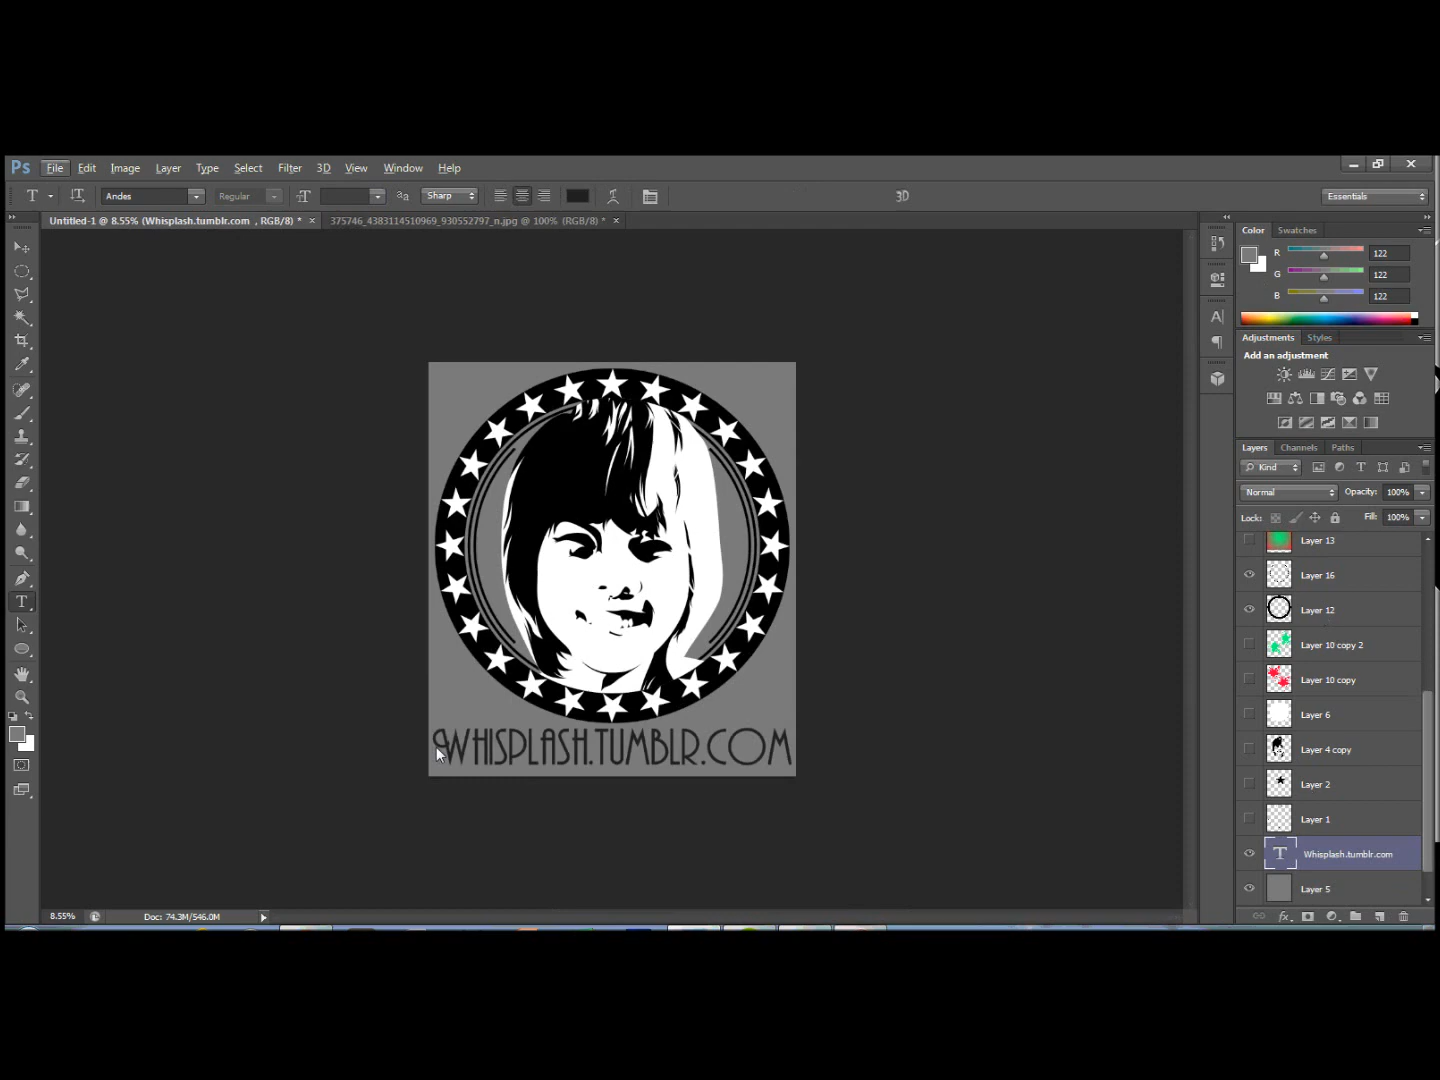 Ps File Edit Image Layer Type Select Filter 3D View Window Help
T Andes Regular Sharp 3D Essentials
Untitled-1 @ 8.55% (Whisplash.tumblr.com , RGB/8) * × 375746_4383114510969_930552797_n.jpg @ 100% (RGB/8) * ×
Color Swatches
R 122
G 122
B 122
Adjustments Styles
Add an adjustment
Layers Channels Paths
Kind
Normal Opacity: 100%
Lock: Fill: 100%
Layer 13
Layer 16
Layer 12
Layer 10 copy 2
Layer 10 copy
Layer 6
Layer 4 copy
Layer 2
Layer 1
T Whisplash.tumblr.com
Layer 5
WHISPLASH.TUMBLR.COM
8.55% Doc: 74.3M/546.0M
fx